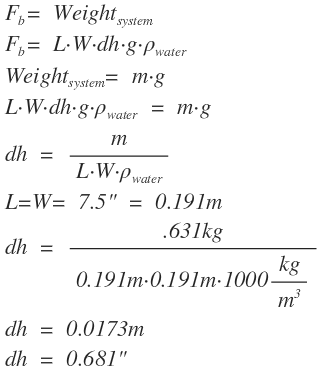 F_b = Weight_system
F_b = L·W·dh·g·ρ_water
Weight_system = m·g
L·W·dh·g·ρ_water = m·g
dh = m / L·W·ρ_water
L=W= 7.5" = 0.191m
dh = .631kg / 0.191m·0.191m·1000 kg/m³
dh = 0.0173m
dh = 0.681"